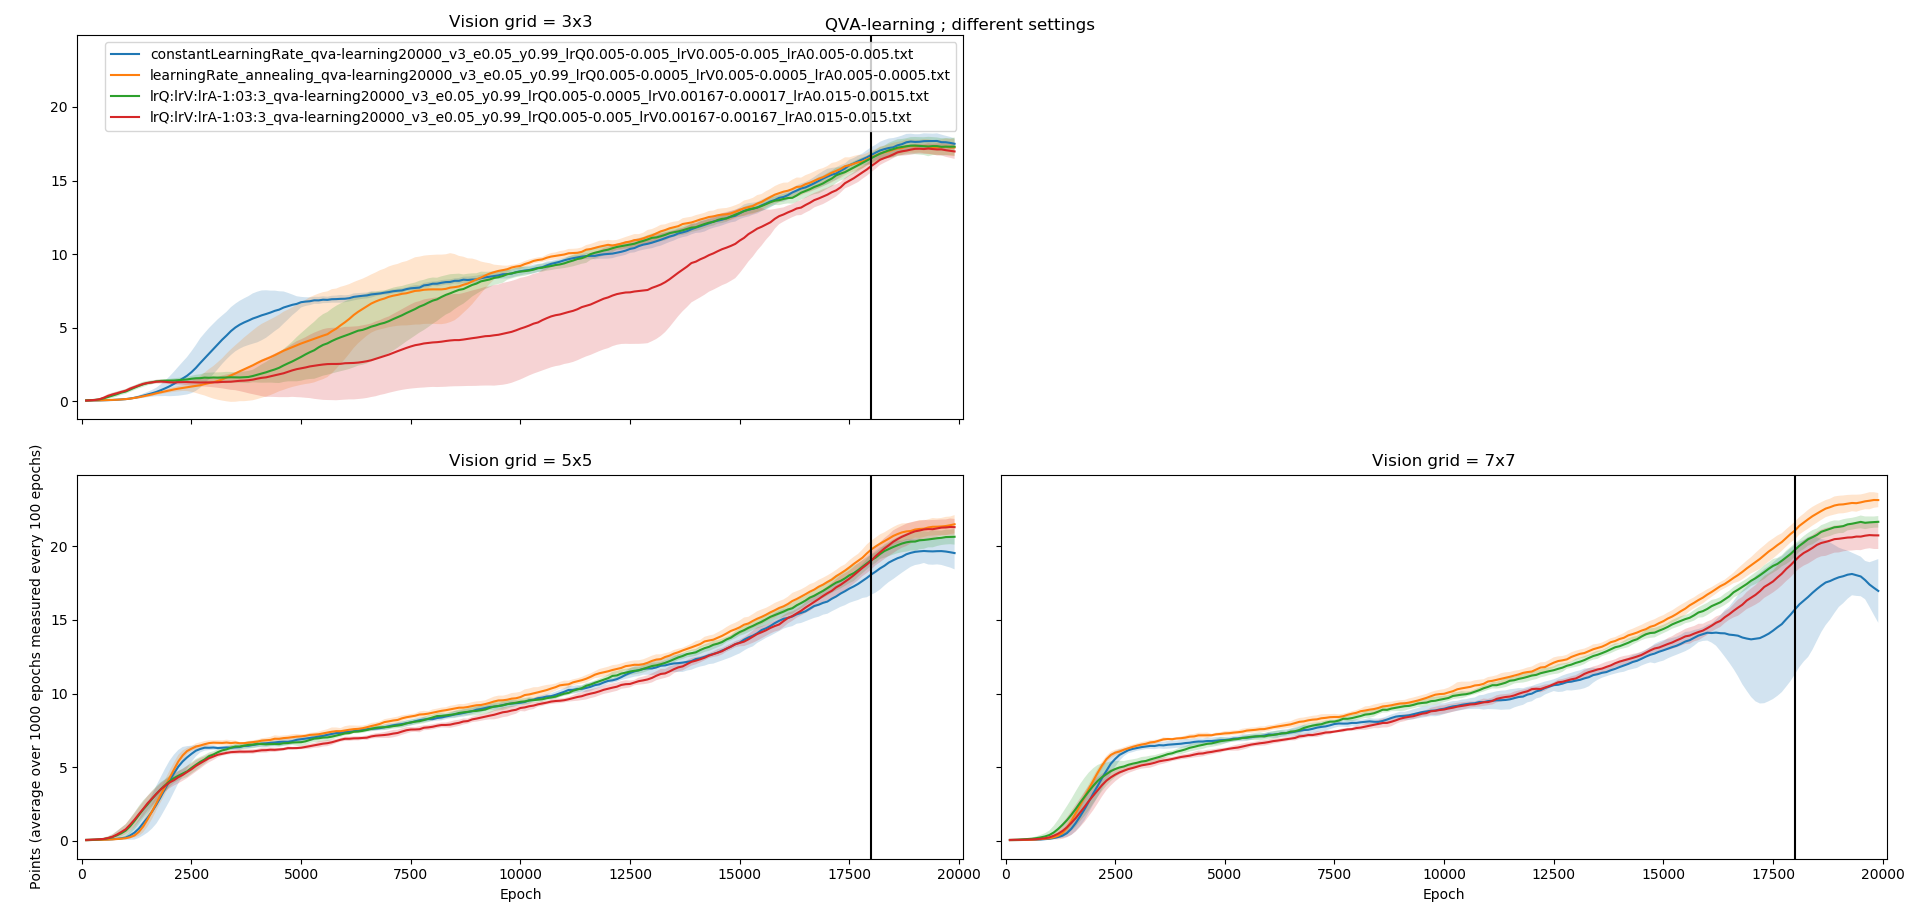 QVA-learning ; different settings
Vision grid = 3x3
constantLearningRate_qva-learning20000_v3_e0.05_y0.99_lrQ0.005-0.005_lrV0.005-0.005_lrA0.005-0.005.txt
learningRate_annealing_qva-learning20000_v3_e0.05_y0.99_lrQ0.005-0.0005_lrV0.005-0.0005_lrA0.005-0.0005.txt
lrQ:lrV:lrA-1:03:3_qva-learning20000_v3_e0.05_y0.99_lrQ0.005-0.0005_lrV0.00167-0.00017_lrA0.015-0.0015.txt
lrQ:lrV:lrA-1:03:3_qva-learning20000_v3_e0.05_y0.99_lrQ0.005-0.005_lrV0.00167-0.00167_lrA0.015-0.015.txt
20
15
10
5
0
Points (average over 1000 epochs measured every 100 epochs)
Vision grid = 5x5
20
15
10
5
0
0 2500 5000 7500 10000 12500 15000 17500 20000
Epoch
Vision grid = 7x7
0 2500 5000 7500 10000 12500 15000 17500 20000
Epoch